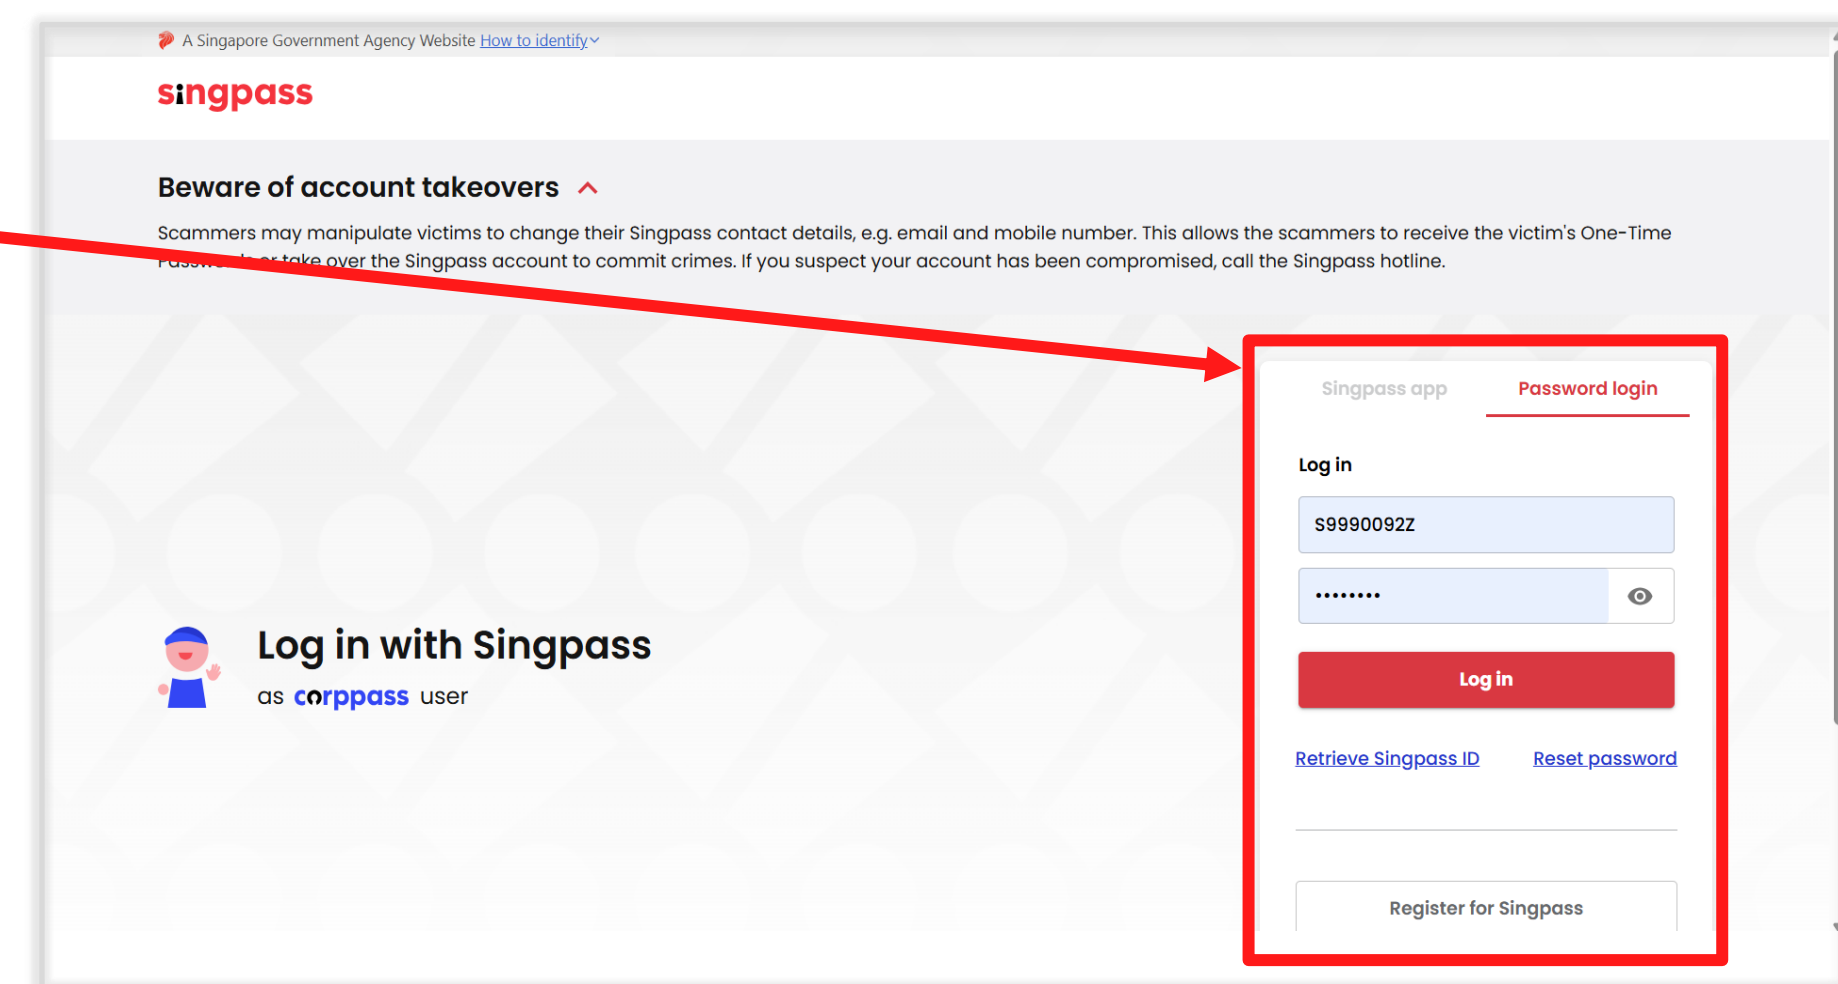 A Singapore Government Agency Website How to identify
singpass
Beware of account takeovers
Scammers may manipulate victims to change their Singpass contact details, e.g. email and mobile number. This allows the scammers to receive the victim's One-Time
or take over the Singpass account to commit crimes. If you suspect your account has been compromised, call the Singpass hotline.
Singpass app Password login
Log in
S9990092Z
••••••••
Log in
Retrieve Singpass ID Reset password
Register for Singpass
Log in with Singpass
as corppass user